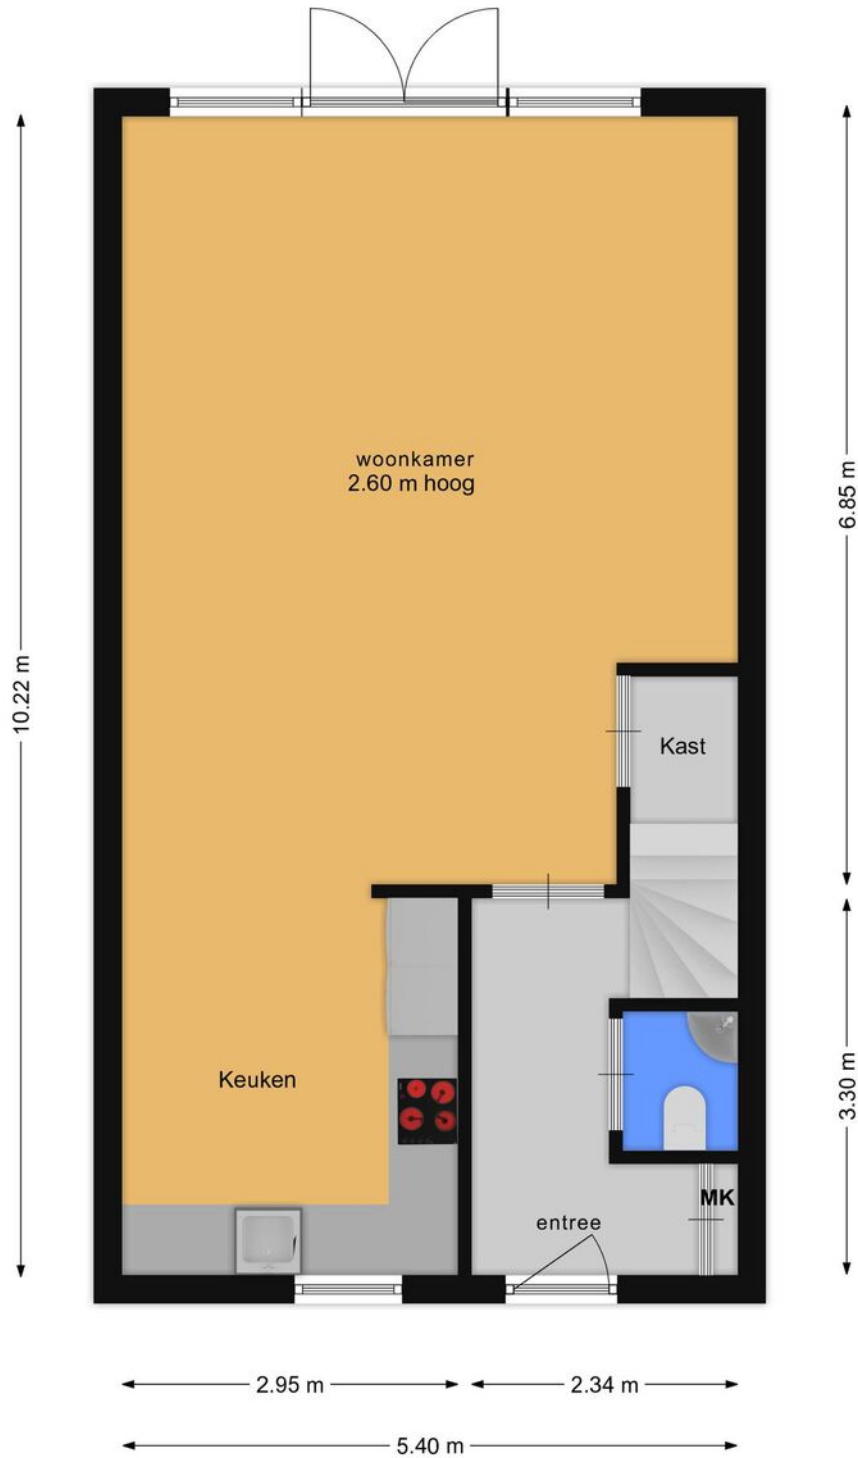 woonkamer
2.60 m hoog
6.85 m
10.22 m
Kast
Keuken
3.30 m
MK
entree
2.95 m
2.34 m
5.40 m